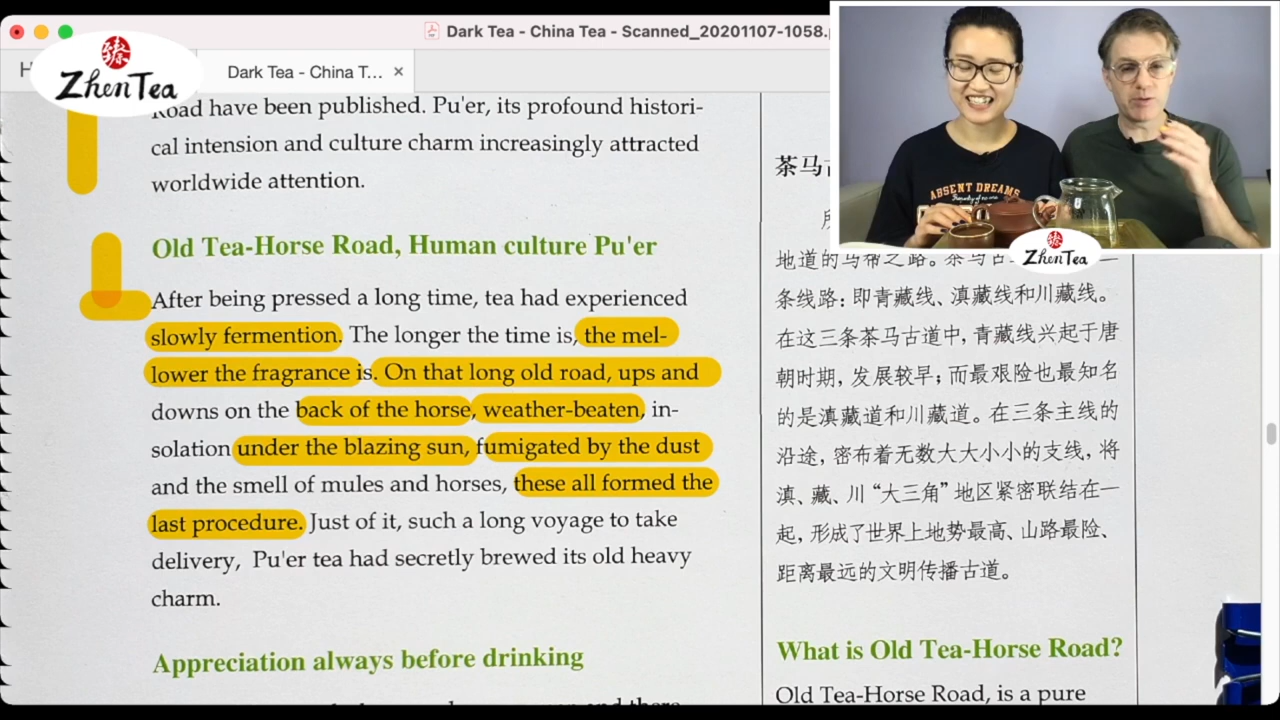 Dark Tea - China Tea - Scanned_20201107-1058.p
H
臻
ZhenTea
Dark Tea - China T... ×
Road have been published. Pu'er, its profound histori-
cal intension and culture charm increasingly attracted
worldwide attention.
Old Tea-Horse Road, Human culture Pu'er
After being pressed a long time, tea had experienced
slowly fermention. The longer the time is, the mel-
lower the fragrance is. On that long old road, ups and
downs on the back of the horse, weather-beaten, in-
solation under the blazing sun, fumigated by the dust
and the smell of mules and horses, these all formed the
last procedure. Just of it, such a long voyage to take
delivery, Pu'er tea had secretly brewed its old heavy
charm.
Appreciation always before drinking
茶马
地道的马帮之路。茶马
条线路：即青藏线、滇藏线和川藏线。
在这三条茶马古道中，青藏线兴起于唐
朝时期，发展较早；而最艰险也最知名
的是滇藏道和川藏道。在三条主线的
沿途，密布着无数大大小小的支线，将
滇、藏、川“大三角”地区紧密联结在一
起，形成了世界上地势最高、山路最险、
距离最远的文明传播古道。
What is Old Tea-Horse Road?
Old Tea-Horse Road, is a pure
ABSENT DREAMS
臻
ZhenTea